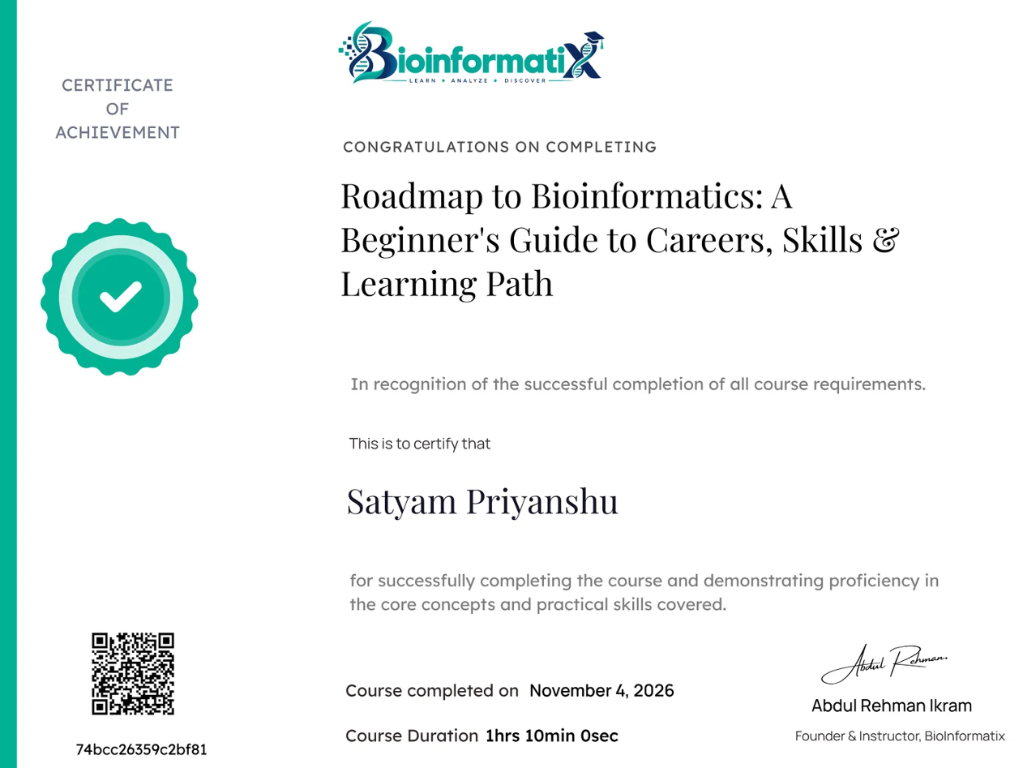 CERTIFICATE
OF
ACHIEVEMENT
BioinformatiX
LEARN • ANALYZE • DISCOVER
CONGRATULATIONS ON COMPLETING
Roadmap to Bioinformatics: A
Beginner's Guide to Careers, Skills &
Learning Path
In recognition of the successful completion of all course requirements.
This is to certify that
Satyam Priyanshu
for successfully completing the course and demonstrating proficiency in
the core concepts and practical skills covered.
Course completed on November 4, 2026
Course Duration 1hrs 10min 0sec
74bcc26359c2bf81
Abdul Rehman.
Abdul Rehman Ikram
Founder & Instructor, BioInformatix